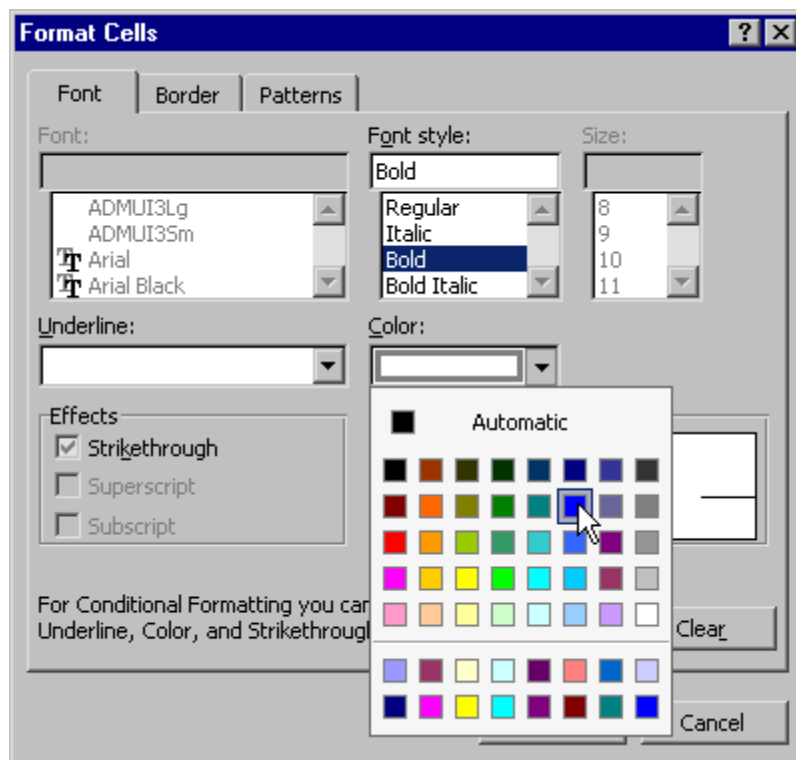 Format Cells
Font Border Patterns
Font: Font style: Size:
Bold
ADMUI3Lg Regular 8
ADMUI3Sm Italic 9
Arial Bold 10
Arial Black Bold Italic 11
Underline: Color:
Effects Automatic
Strikethrough
Superscript
Subscript
For Conditional Formatting you can
Underline, Color, and Strikethrough
Clear
Cancel